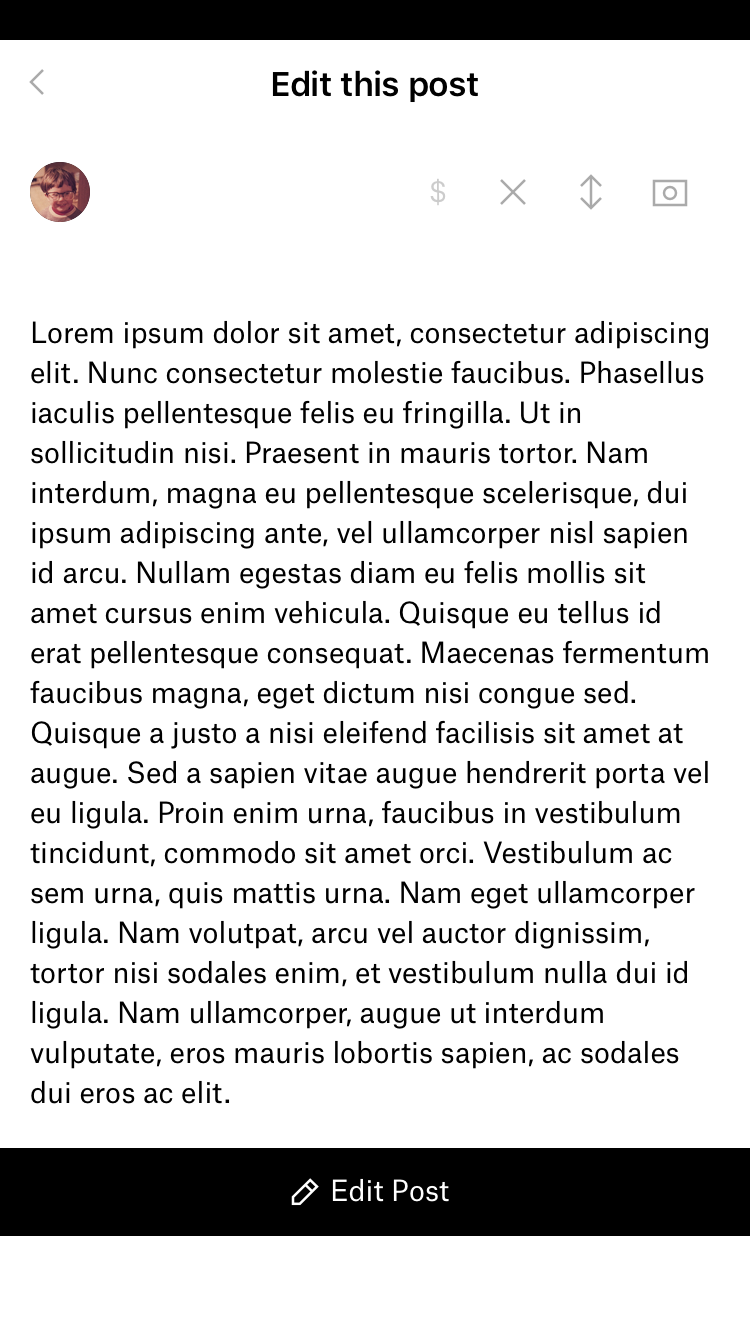 Edit this post
$
Lorem ipsum dolor sit amet, consectetur adipiscing
elit. Nunc consectetur molestie faucibus. Phasellus
iaculis pellentesque felis eu fringilla. Ut in
sollicitudin nisi. Praesent in mauris tortor. Nam
interdum, magna eu pellentesque scelerisque, dui
ipsum adipiscing ante, vel ullamcorper nisl sapien
id arcu. Nullam egestas diam eu felis mollis sit
amet cursus enim vehicula. Quisque eu tellus id
erat pellentesque consequat. Maecenas fermentum
faucibus magna, eget dictum nisi congue sed.
Quisque a justo a nisi eleifend facilisis sit amet at
augue. Sed a sapien vitae augue hendrerit porta vel
eu ligula. Proin enim urna, faucibus in vestibulum
tincidunt, commodo sit amet orci. Vestibulum ac
sem urna, quis mattis urna. Nam eget ullamcorper
ligula. Nam volutpat, arcu vel auctor dignissim,
tortor nisi sodales enim, et vestibulum nulla dui id
ligula. Nam ullamcorper, augue ut interdum
vulputate, eros mauris lobortis sapien, ac sodales
dui eros ac elit.
Edit Post